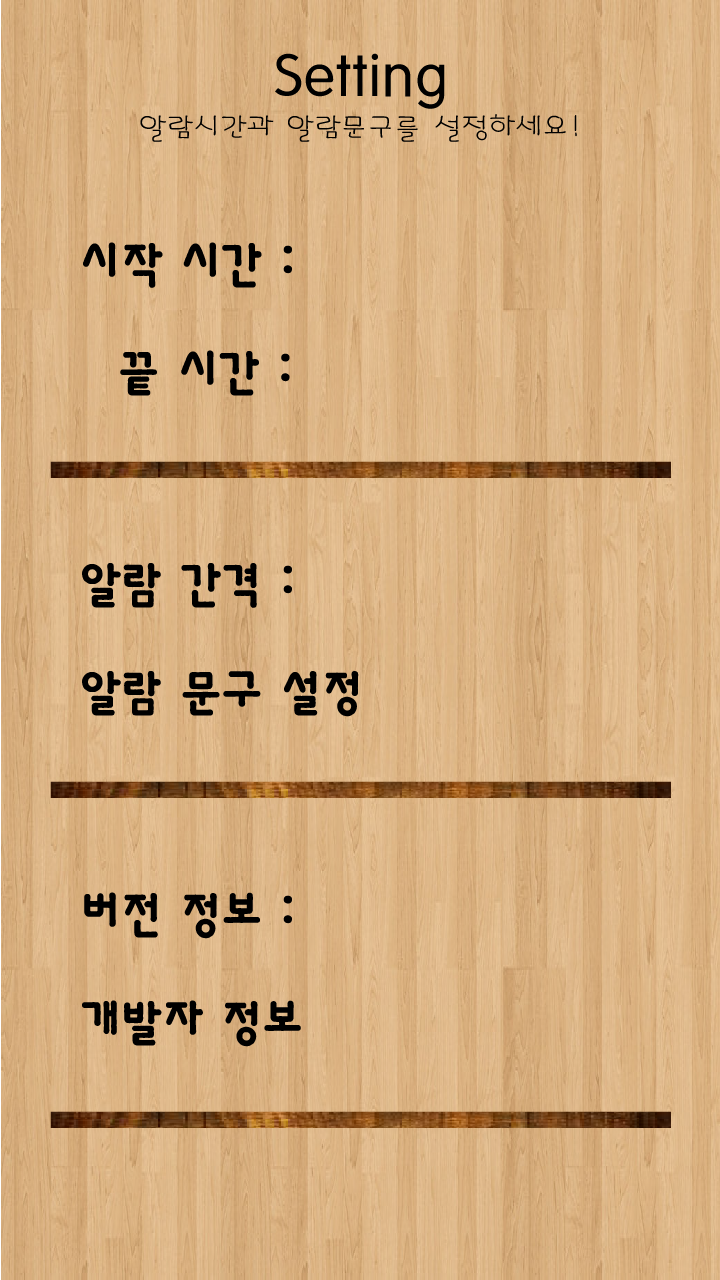 Setting
알람시간과 알람문구를 설정하세요!
시작 시간 :
끝 시간 :
알람 간격 :
알람 문구 설정
버전 정보 :
개발자 정보